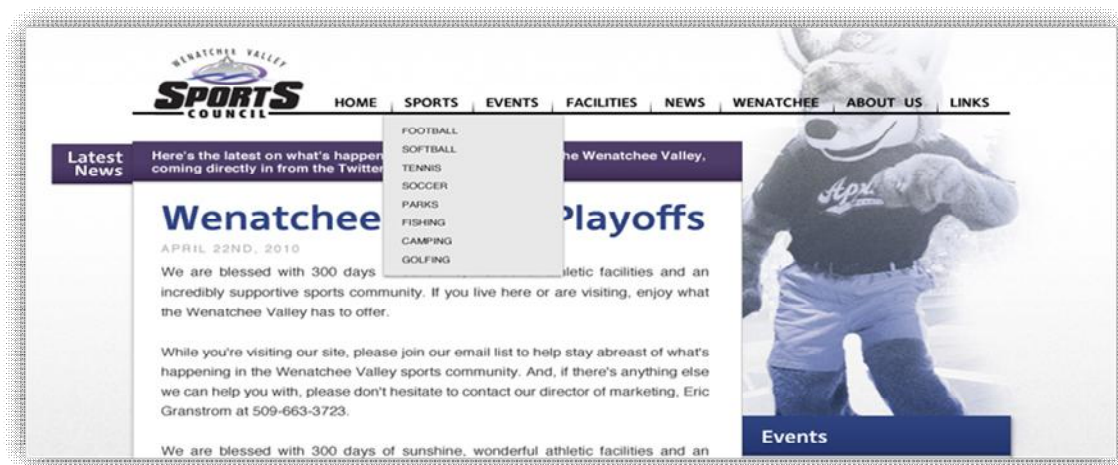 WENATCHEE VALLEY
SPORTS
COUNCIL
HOME SPORTS EVENTS FACILITIES NEWS WENATCHEE ABOUT US LINKS
FOOTBALL
SOFTBALL
TENNIS
SOCCER
PARKS
FISHING
CAMPING
GOLFING
Latest
News
Here's the latest on what's happen he Wenatchee Valley,
coming directly in from the Twitter
Wenatchee Playoffs
APRIL 22ND, 2010
We are blessed with 300 days letic facilities and an
incredibly supportive sports community. If you live here or are visiting, enjoy what
the Wenatchee Valley has to offer.
While you're visiting our site, please join our email list to help stay abreast of what's
happening in the Wenatchee Valley sports community. And, if there's anything else
we can help you with, please don't hesitate to contact our director of marketing, Eric
Granstrom at 509-663-3723.
We are blessed with 300 days of sunshine, wonderful athletic facilities and an
Apx.
Events